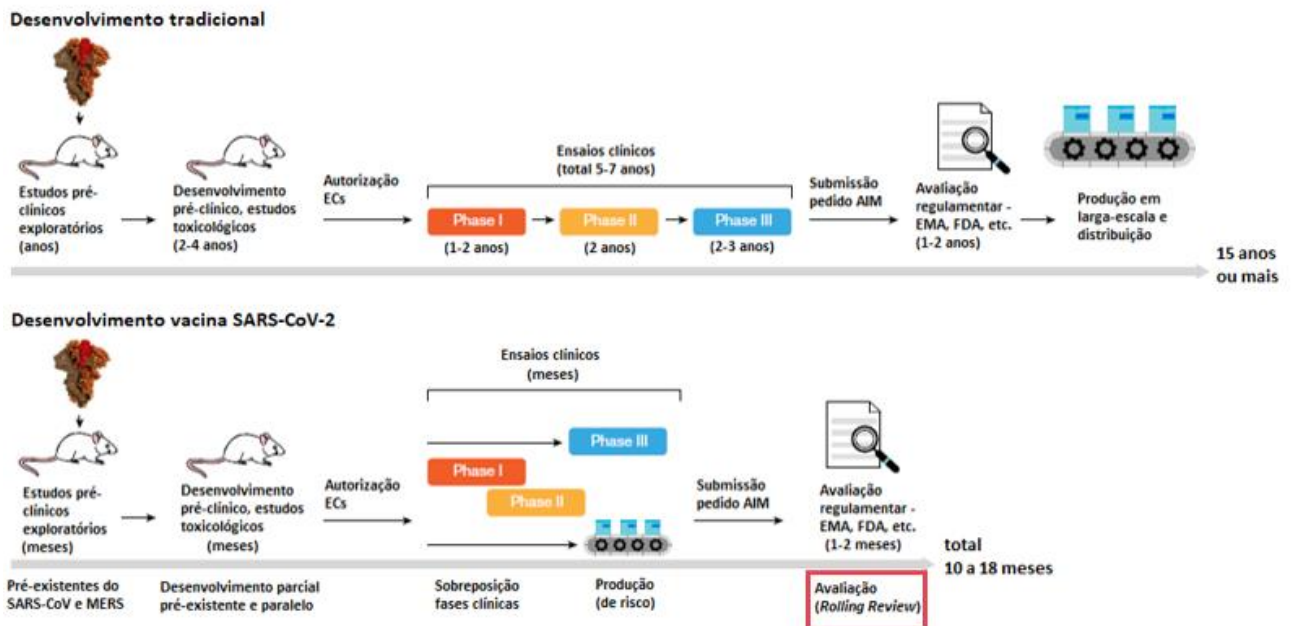 Desenvolvimento tradicional
Estudos pré-
clínicos
exploratórios
(anos)
Desenvolvimento
pré-clínico, estudos
toxicológicos
(2-4 anos)
Autorização
ECs
Ensaios clínicos
(total 5-7 anos)
Phase I
(1-2 anos)
Phase II
(2 anos)
Phase III
(2-3 anos)
Submissão
pedido AIM
Avaliação
regulamentar -
EMA, FDA, etc.
(1-2 anos)
Produção em
larga-escala e
distribuição
15 anos
ou mais
Desenvolvimento vacina SARS-CoV-2
Estudos pré-
clínicos
exploratórios
(meses)
Desenvolvimento
pré-clínico, estudos
toxicológicos
(meses)
Autorização
ECs
Ensaios clínicos
(meses)
Phase III
Phase I
Phase II
Submissão
pedido AIM
Avaliação
regulamentar -
EMA, FDA, etc.
(1-2 meses)
total
10 a 18 meses
Pré-existentes do
SARS-CoV e MERS
Desenvolvimento parcial
pré-existente e paralelo
Sobreposição
fases clínicas
Produção
(de risco)
Avaliação
(Rolling Review)